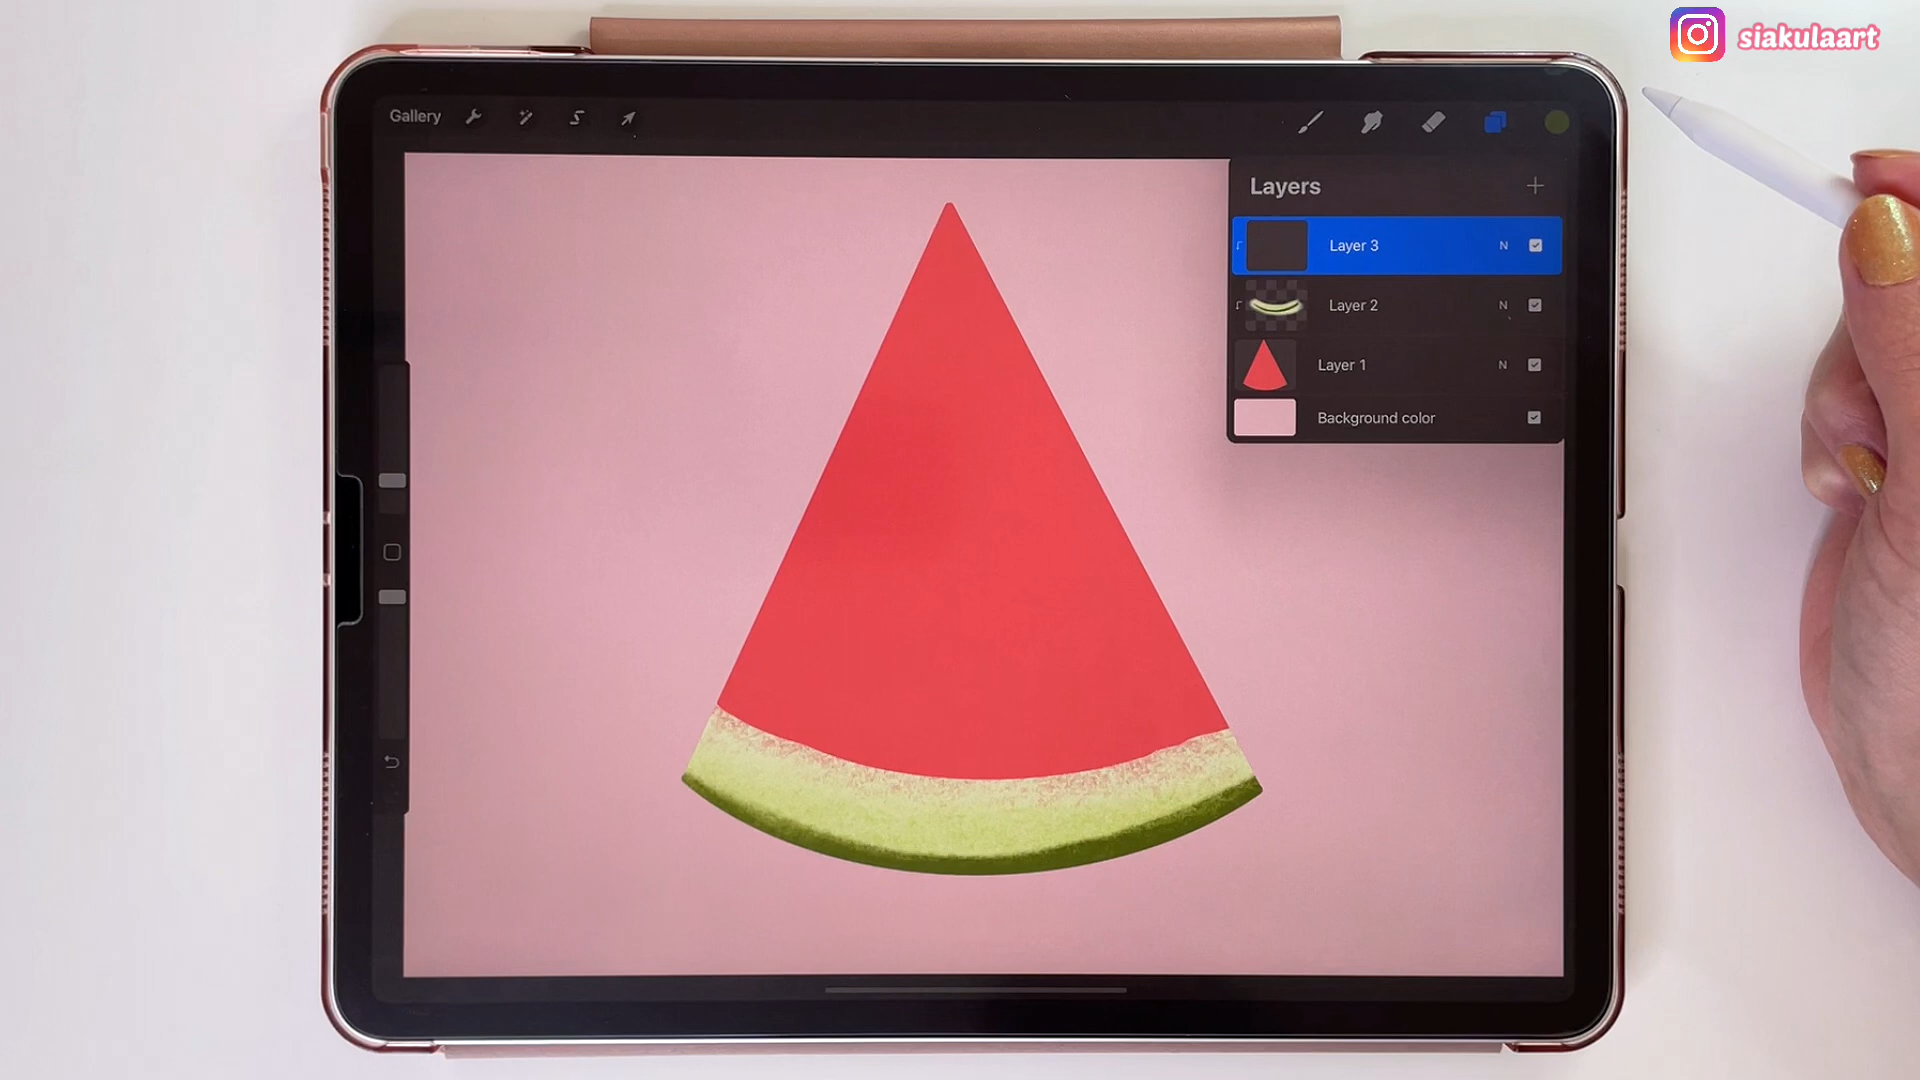 siakulaart
Gallery
Layers
Layer 3 N
Layer 2 N
Layer 1 N
Background color